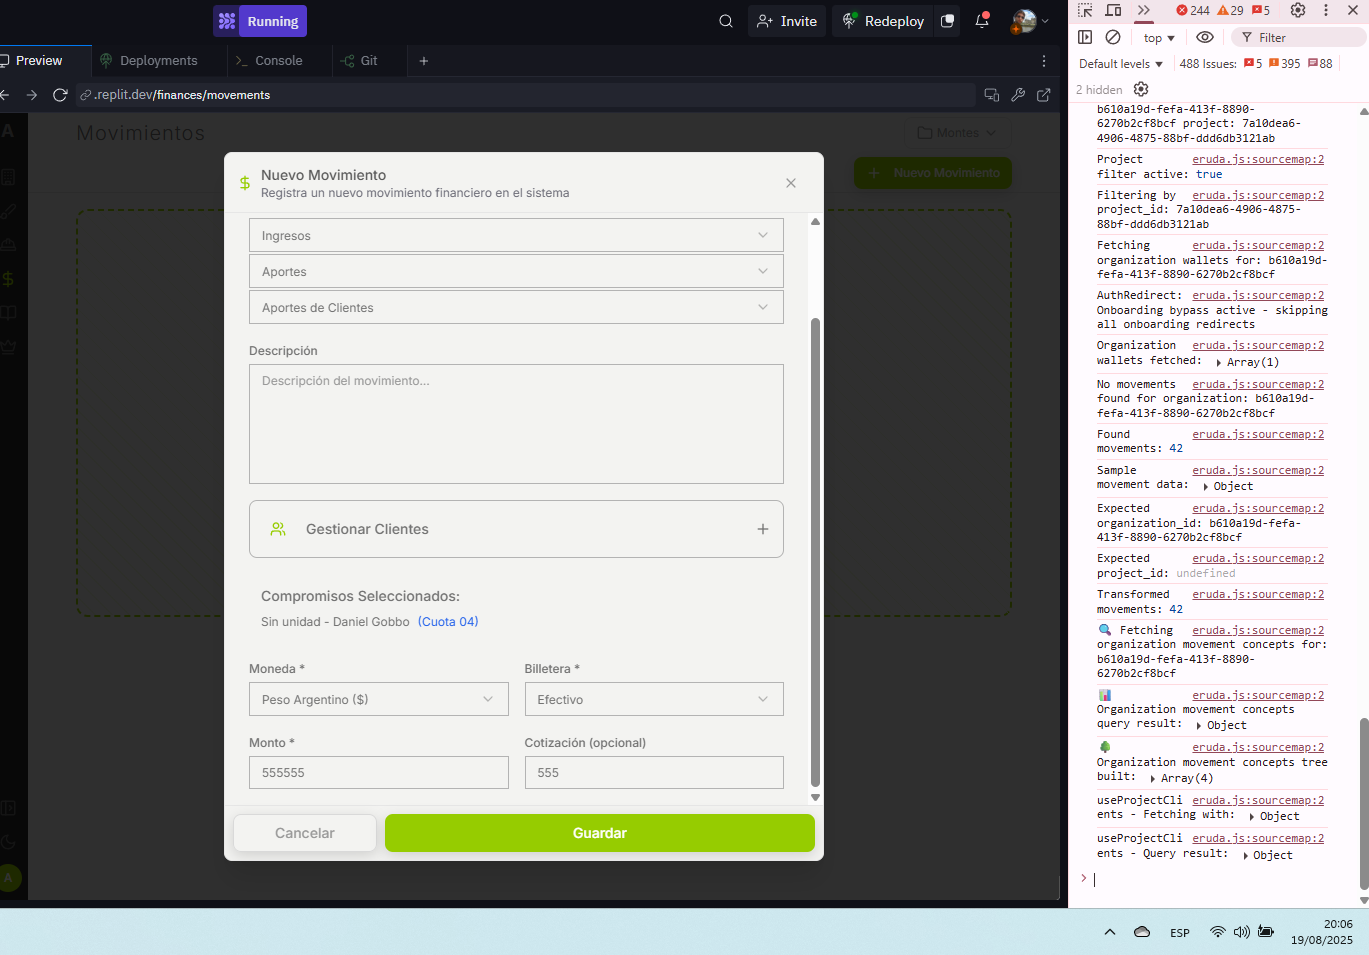 Running
Invite
Redeploy
Preview
Deployments
Console
Git
.replit.dev/finances/movements
Movimientos
Montes
Nuevo Movimiento
Nuevo Movimiento
Registra un nuevo movimiento financiero en el sistema
Ingresos
Aportes
Aportes de Clientes
Descripción
Descripción del movimiento...
Gestionar Clientes
Compromisos Seleccionados:
Sin unidad - Daniel Gobbo (Cuota 04)
Moneda *
Billetera *
Peso Argentino ($)
Efectivo
Monto *
Cotización (opcional)
555555
555
Cancelar
Guardar
A
A
244
29
5
top
Filter
Default levels
488 Issues: 5 395 88
2 hidden
b610a19d-fefa-413f-8890-
6270b2cf8bcf project: 7a10dea6-
4906-4875-88bf-ddd6db3121ab
Project eruda.js:sourcemap:2
filter active: true
Filtering by eruda.js:sourcemap:2
project_id: 7a10dea6-4906-4875-
88bf-ddd6db3121ab
Fetching eruda.js:sourcemap:2
organization wallets for: b610a19d-
fefa-413f-8890-6270b2cf8bcf
AuthRedirect: eruda.js:sourcemap:2
Onboarding bypass active - skipping
all onboarding redirects
Organization eruda.js:sourcemap:2
wallets fetched: Array(1)
No movements eruda.js:sourcemap:2
found for organization: b610a19d-
fefa-413f-8890-6270b2cf8bcf
Found eruda.js:sourcemap:2
movements: 42
Sample eruda.js:sourcemap:2
movement data: Object
Expected eruda.js:sourcemap:2
organization_id: b610a19d-fefa-
413f-8890-6270b2cf8bcf
Expected eruda.js:sourcemap:2
project_id: undefined
Transformed eruda.js:sourcemap:2
movements: 42
Fetching eruda.js:sourcemap:2
organization movement concepts for:
b610a19d-fefa-413f-8890-
6270b2cf8bcf
eruda.js:sourcemap:2
Organization movement concepts
query result: Object
eruda.js:sourcemap:2
Organization movement concepts tree
built: Array(4)
useProjectCli eruda.js:sourcemap:2
ents - Fetching with: Object
useProjectCli eruda.js:sourcemap:2
ents - Query result: Object
ESP
20:06
19/08/2025